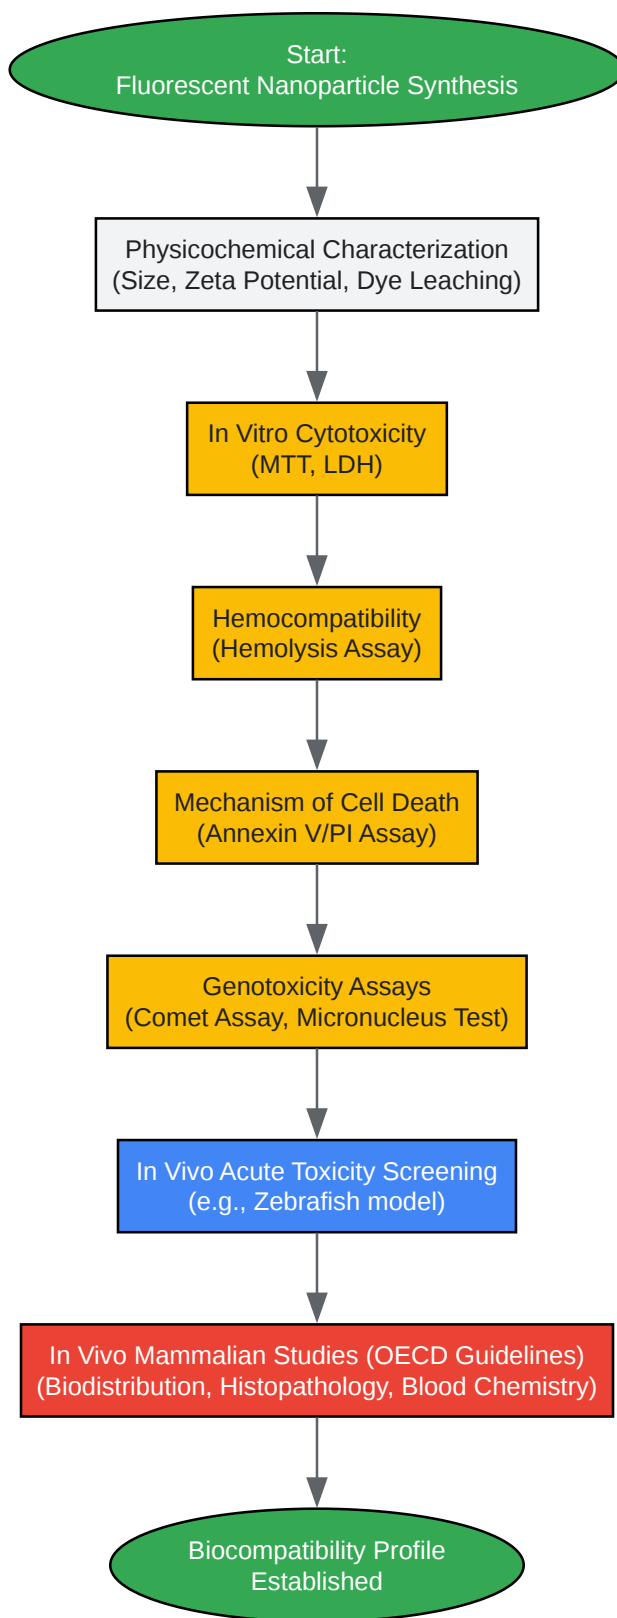 Start:
Fluorescent Nanoparticle Synthesis
Physicochemical Characterization
(Size, Zeta Potential, Dye Leaching)
In Vitro Cytotoxicity
(MTT, LDH)
Hemocompatibility
(Hemolysis Assay)
Mechanism of Cell Death
(Annexin V/PI Assay)
Genotoxicity Assays
(Comet Assay, Micronucleus Test)
In Vivo Acute Toxicity Screening
(e.g., Zebrafish model)
In Vivo Mammalian Studies (OECD Guidelines)
(Biodistribution, Histopathology, Blood Chemistry)
Biocompatibility Profile
Established